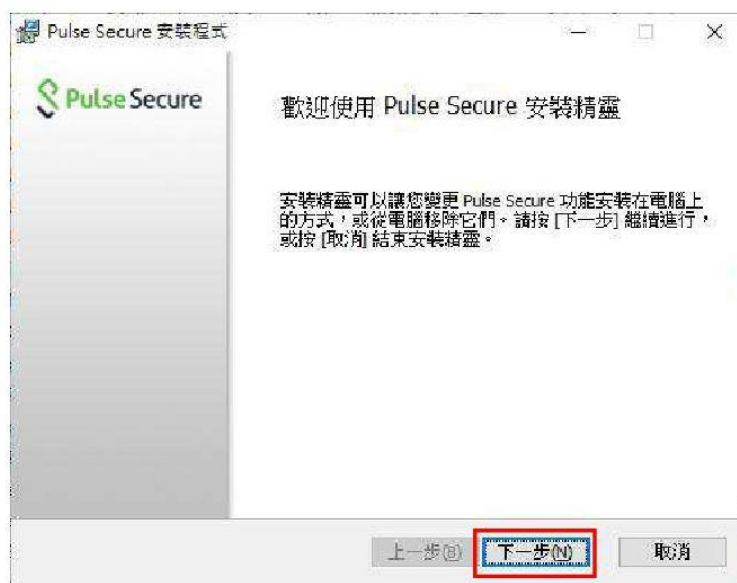 Pulse Secure 安裝程式
Pulse Secure
歡迎使用 Pulse Secure 安裝精靈
安裝精靈可以讓您變更 Pulse Secure 功能安裝在電腦上
的方式，或從電腦移除它們。請按 [下一步] 繼續進行，
或按 [取消] 結束安裝精靈。
上一步(B) 下一步(N) 取消